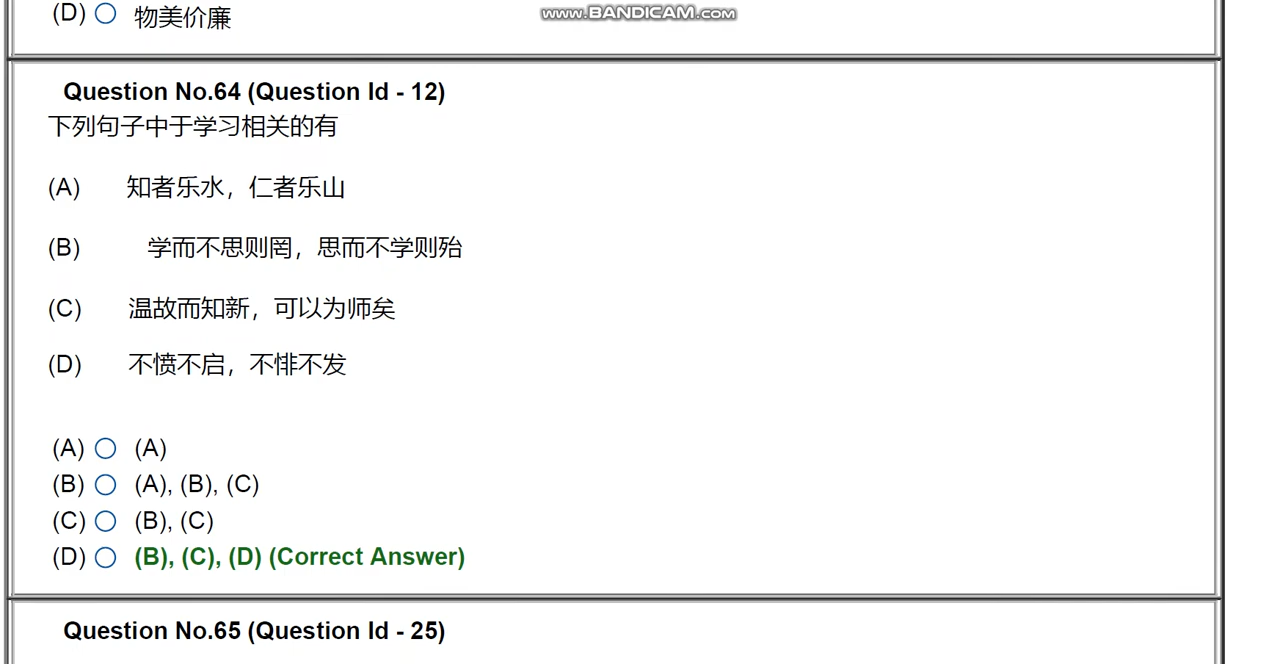 (D) 物美价廉
www.BANDICAM.com
Question No.64 (Question Id - 12)
下列句子中于学习相关的有
(A) 知者乐水，仁者乐山
(B) 学而不思则罔，思而不学则殆
(C) 温故而知新，可以为师矣
(D) 不愤不启，不悱不发
(A) (A)
(B) (A), (B), (C)
(C) (B), (C)
(D) (B), (C), (D) (Correct Answer)
Question No.65 (Question Id - 25)